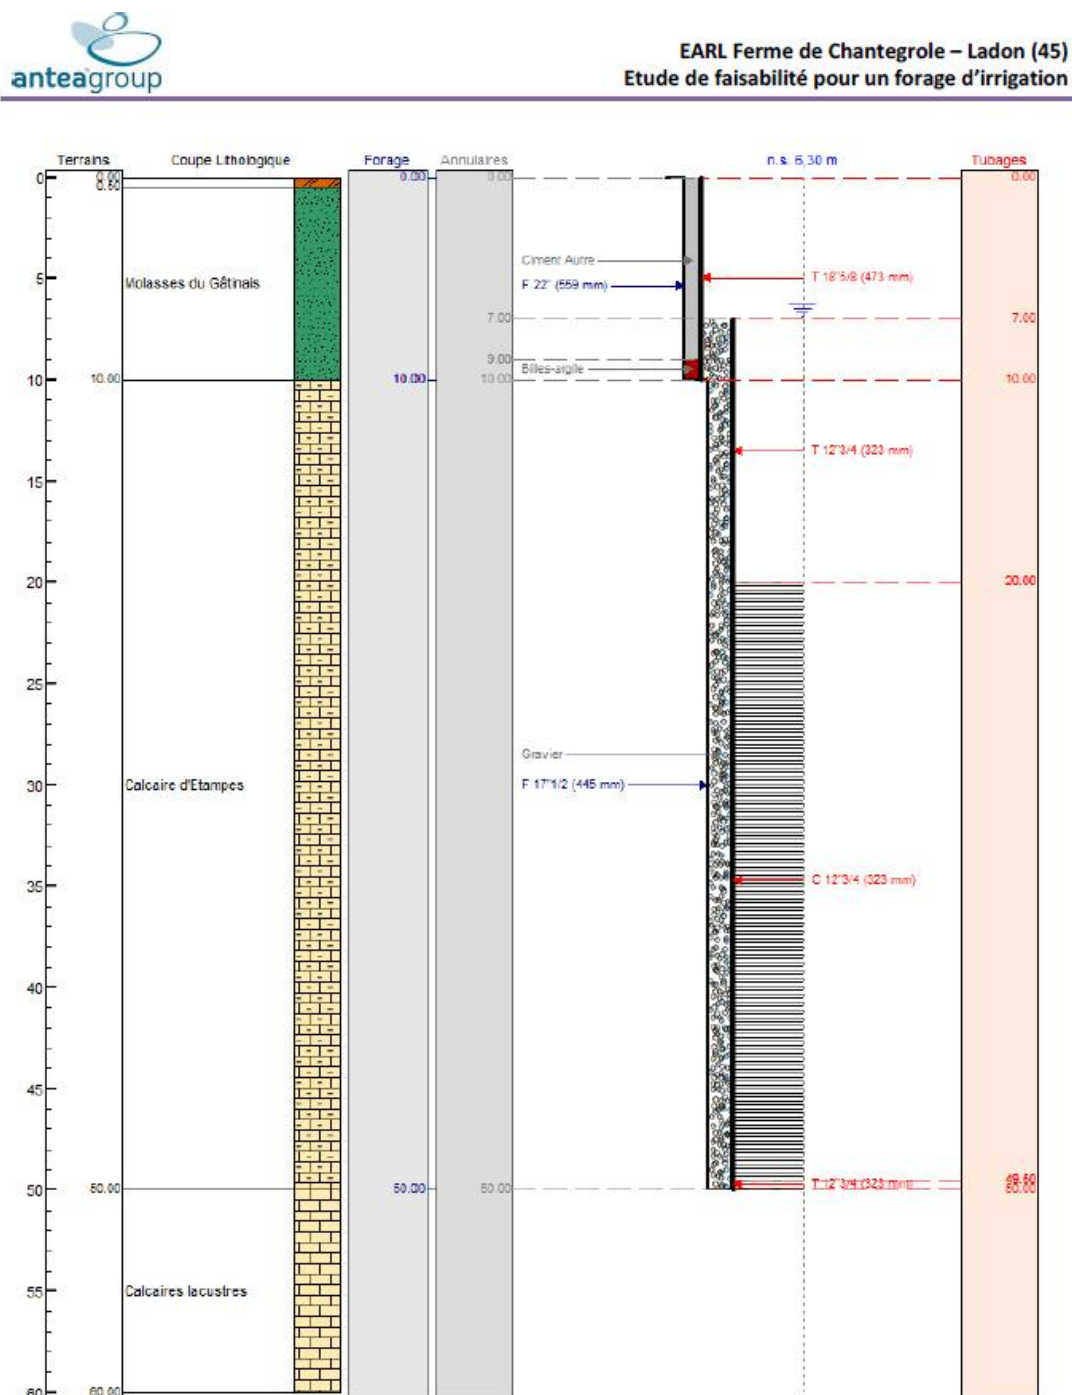 anteagroup
EARL Ferme de Chantegrole – Ladon (45)
Etude de faisabilité pour un forage d'irrigation
Terrains Coupe Lithologique Forage Annulaires n.s. 6,30 m Tubages
0 0.00 0.00 0.00 0.00
0.50
Ciment Autre
5 Molasses du Gâtinais F 22" (559 mm) T 18"5/8 (473 mm)
7.00 7.00
9.00
Billes-argile
10 10.00 10.00 10.00 10.00
T 12"3/4 (323 mm)
15
20 20.00
25
Gravier
30 Calcaire d'Etampes F 17"1/2 (445 mm)
35 C 12"3/4 (323 mm)
40
45
T 12"3/4 (323 mm) 49.60
50 50.00 50.00 50.00 50.00
55 Calcaires lacustres
60 60.00